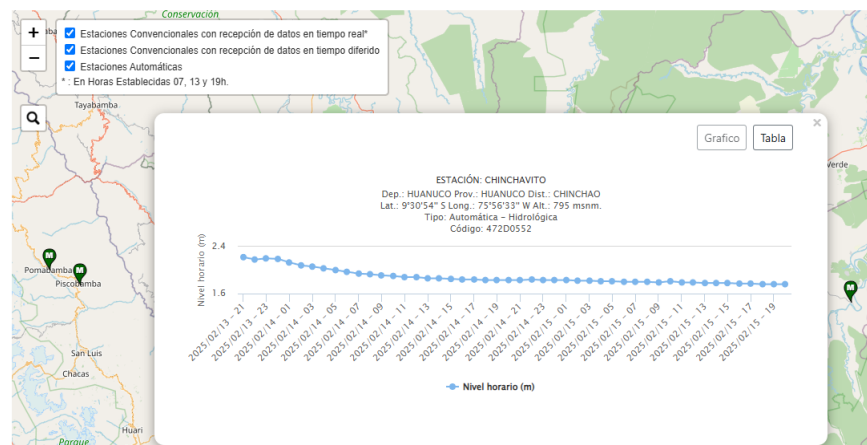 Conservación
+
−
Estaciones Convencionales con recepción de datos en tiempo real*
Estaciones Convencionales con recepción de datos en tiempo diferido
Estaciones Automáticas
* : En Horas Establecidas 07, 13 y 19h.
Tayabamba
×
Grafico
Tabla
Verde
ESTACIÓN: CHINCHAVITO
Dep.: HUANUCO Prov.: HUANUCO Dist.: CHINCHAO
Lat.: 9°30'54" S Long.: 75°56'33" W Alt.: 795 msnm.
Tipo: Automática - Hidrológica
Código: 472D0552
Nivel horario (m)
2.4
1.6
2025/02/13 - 21
2025/02/13 - 23
2025/02/14 - 01
2025/02/14 - 03
2025/02/14 - 05
2025/02/14 - 07
2025/02/14 - 09
2025/02/14 - 11
2025/02/14 - 13
2025/02/14 - 15
2025/02/14 - 17
2025/02/14 - 19
2025/02/14 - 21
2025/02/14 - 23
2025/02/15 - 01
2025/02/15 - 03
2025/02/15 - 05
2025/02/15 - 07
2025/02/15 - 09
2025/02/15 - 11
2025/02/15 - 13
2025/02/15 - 15
2025/02/15 - 17
2025/02/15 - 19
Nivel horario (m)
M
M
M
Pomabamba
Piscobamba
San Luis
Chacas
Huari
Parque